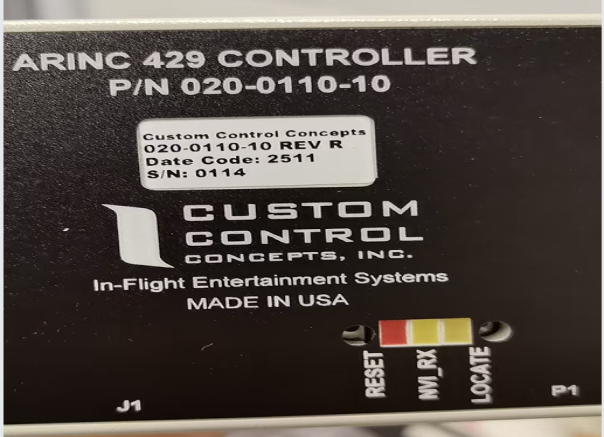 ARINC 429 CONTROLLER
P/N 020-0110-10
Custom Control Concepts
020-0110-10 REV R
Date Code: 2511
S/N: 0114
CUSTOM
CONTROL
CONCEPTS, INC.
In-Flight Entertainment Systems
MADE IN USA
RESET
NVI_RX
LOCATE
J1
P1